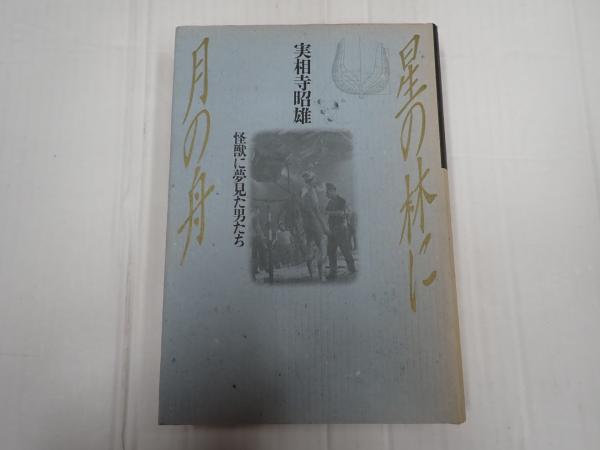 星の林に
月の舟
実相寺昭雄
怪獣に夢見た男たち